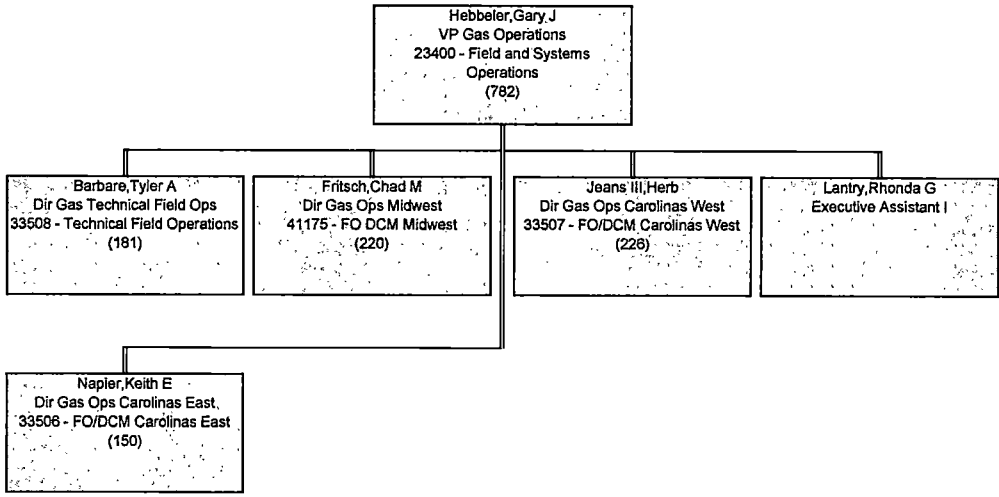 Hebbeler,Gary J
VP Gas Operations
23400 - Field and Systems
Operations
(782)
Barbare,Tyler A
Dir Gas Technical Field Ops
33508 - Technical Field Operations
(181)
Fritsch,Chad M
Dir Gas Ops Midwest
41175 - FO DCM Midwest
(220)
Jeans III,Herb
Dir Gas Ops Carolinas West
33507 - FO/DCM Carolinas West
(226)
Lantry,Rhonda G
Executive Assistant I
Napier,Keith E
Dir Gas Ops Carolinas East
33506 - FO/DCM Carolinas East
(150)